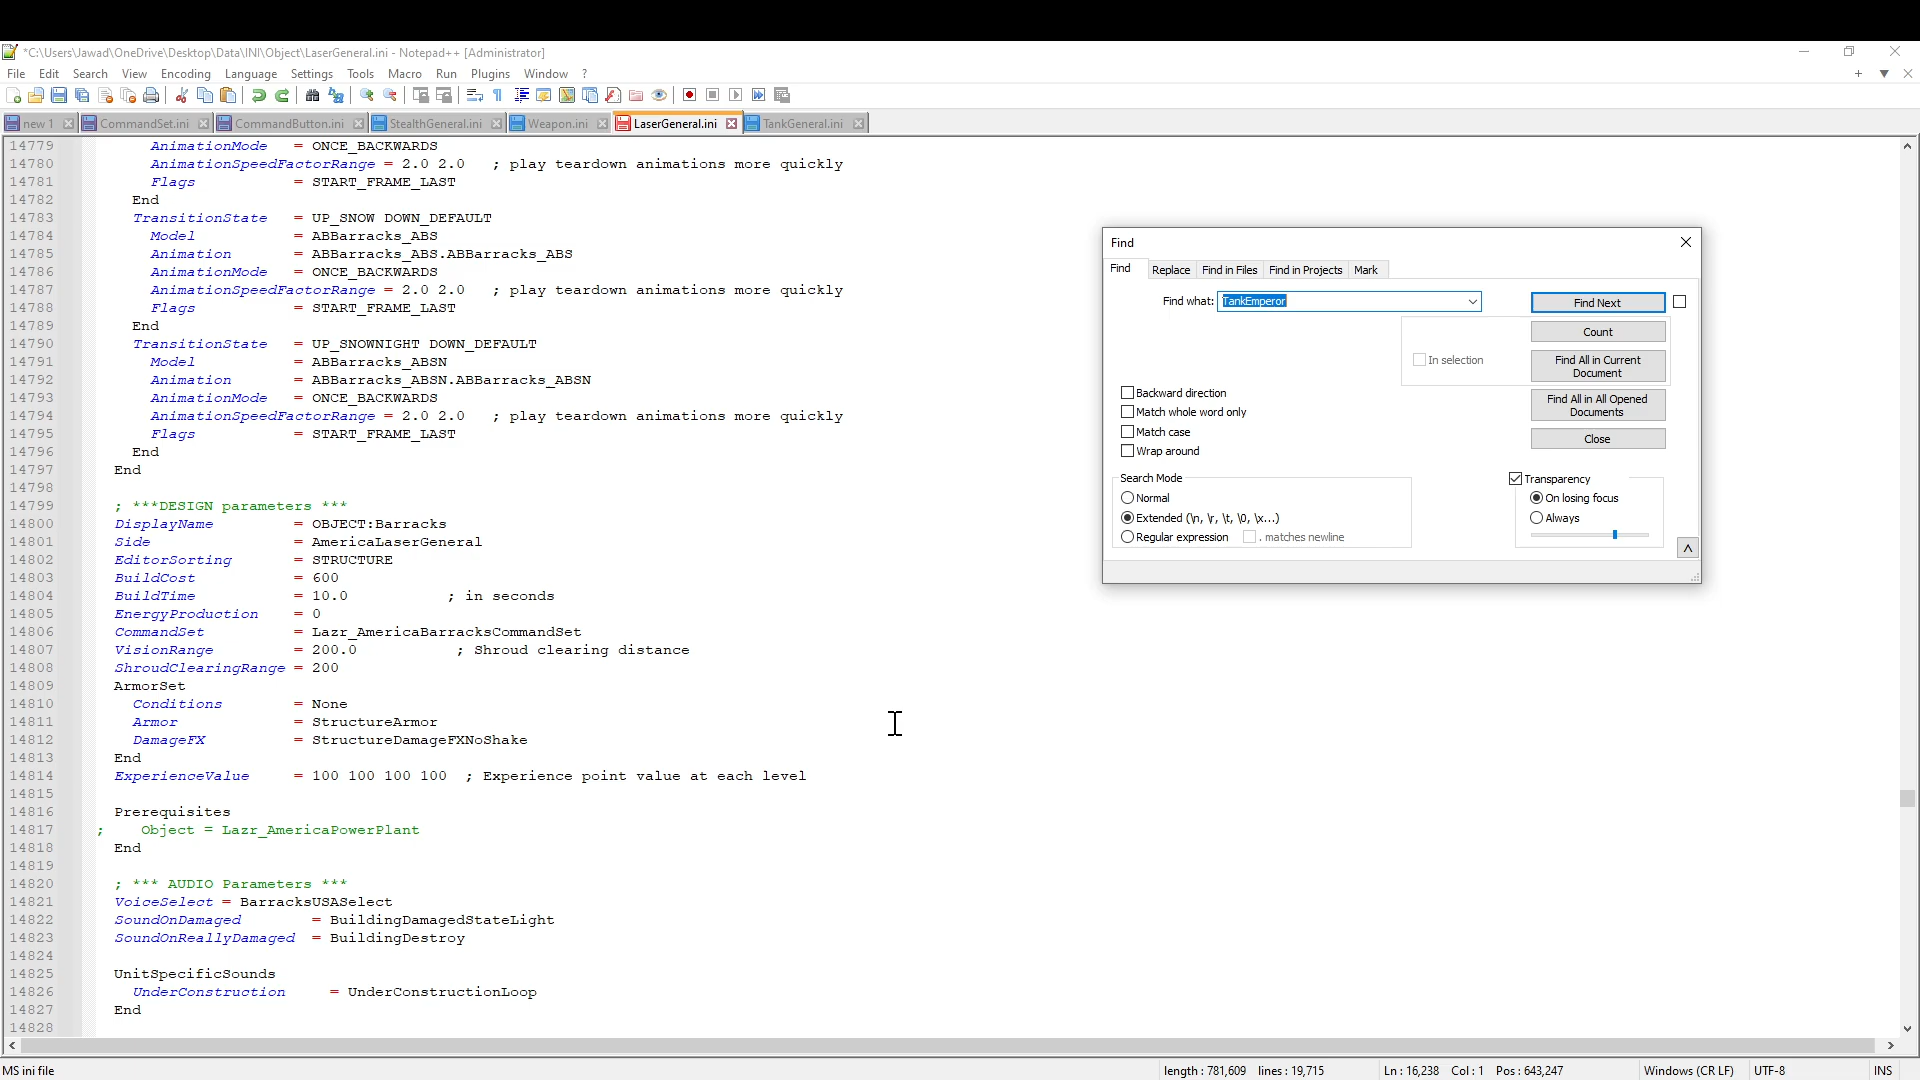 *C:\Users\Jawad\OneDrive\Desktop\Data\INI\Object\LaserGeneral.ini - Notepad++ [Administrator]
File Edit Search View Encoding Language Settings Tools Macro Run Plugins Window ?
new 1 CommandSet.ini CommandButton.ini StealthGeneral.ini Weapon.ini LaserGeneral.ini TankGeneral.ini
14779 AnimationMode = ONCE_BACKWARDS
14780 AnimationSpeedFactorRange = 2.0 2.0 ; play teardown animations more quickly
14781 Flags = START_FRAME_LAST
14782 End
14783 TransitionState = UP_SNOW DOWN_DEFAULT
14784 Model = ABBarracks_ABS
14785 Animation = ABBarracks_ABS.ABBarracks_ABS
14786 AnimationMode = ONCE_BACKWARDS
14787 AnimationSpeedFactorRange = 2.0 2.0 ; play teardown animations more quickly
14788 Flags = START_FRAME_LAST
14789 End
14790 TransitionState = UP_SNOWNIGHT DOWN_DEFAULT
14791 Model = ABBarracks_ABSN
14792 Animation = ABBarracks_ABSN.ABBarracks_ABSN
14793 AnimationMode = ONCE_BACKWARDS
14794 AnimationSpeedFactorRange = 2.0 2.0 ; play teardown animations more quickly
14795 Flags = START_FRAME_LAST
14796 End
14797 End
14798
14799 ; ***DESIGN parameters ***
14800 DisplayName = OBJECT:Barracks
14801 Side = AmericaLaserGeneral
14802 EditorSorting = STRUCTURE
14803 BuildCost = 600
14804 BuildTime = 10.0 ; in seconds
14805 EnergyProduction = 0
14806 CommandSet = Lazr_AmericaBarracksCommandSet
14807 VisionRange = 200.0 ; Shroud clearing distance
14808 ShroudClearingRange = 200
14809 ArmorSet
14810 Conditions = None
14811 Armor = StructureArmor
14812 DamageFX = StructureDamageFXNoShake
14813 End
14814 ExperienceValue = 100 100 100 100 ; Experience point value at each level
14815
14816 Prerequisites
14817 ; Object = Lazr_AmericaPowerPlant
14818 End
14819
14820 ; *** AUDIO Parameters ***
14821 VoiceSelect = BarracksUSASelect
14822 SoundOnDamaged = BuildingDamagedStateLight
14823 SoundOnReallyDamaged = BuildingDestroy
14824
14825 UnitSpecificSounds
14826 UnderConstruction = UnderConstructionLoop
14827 End
14828
Find
Find Replace Find in Files Find in Projects Mark
Find what: TankEmperor Find Next
Count
In selection
Find All in Current
Document
Backward direction
Find All in All Opened
Documents
Match whole word only
Match case
Close
Wrap around
Search Mode
Transparency
Normal
On losing focus
Extended (\n, \r, \t, \0, \x...)
Always
Regular expression . matches newline
MS ini file length : 781,609 lines : 19,715 Ln : 16,238 Col : 1 Pos : 643,247 Windows (CR LF) UTF-8 INS